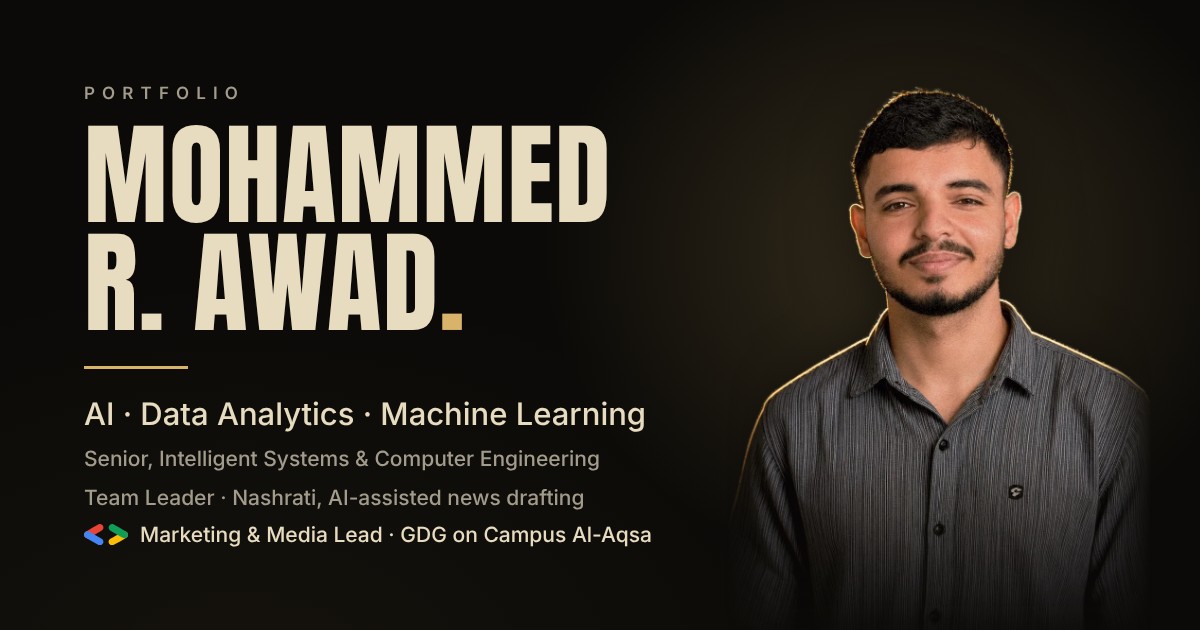 PORTFOLIO
MOHAMMED
R. AWAD.
AI · Data Analytics · Machine Learning
Senior, Intelligent Systems & Computer Engineering
Team Leader · Nashrati, AI-assisted news drafting
Marketing & Media Lead · GDG on Campus Al-Aqsa